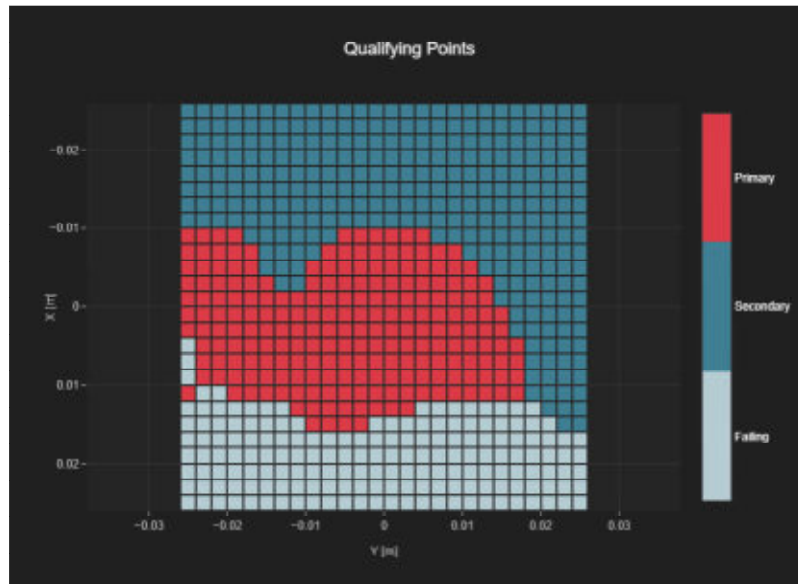 Qualifying Points
−0.02
−0.01
0
0.01
0.02
X [m]
−0.03
−0.02
−0.01
0
0.01
0.02
0.03
Y [m]
Primary
Secondary
Failing